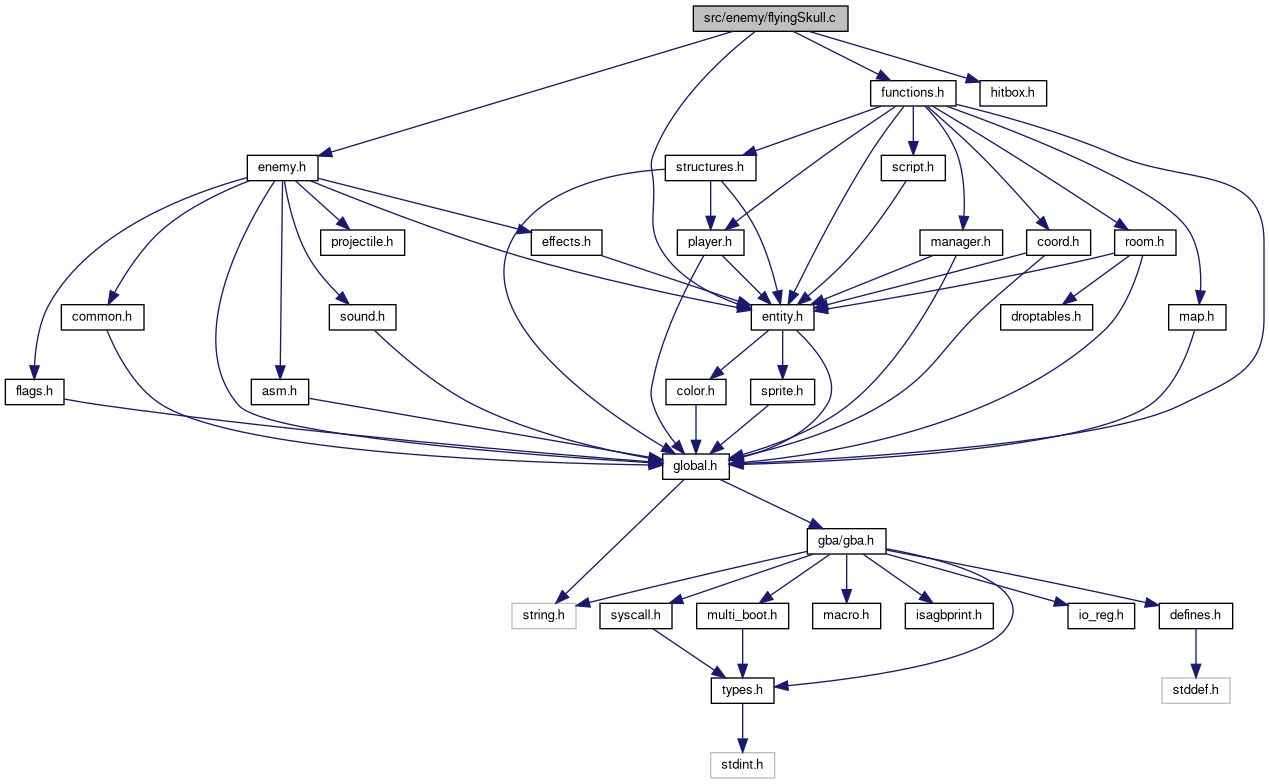 src/enemy/flyingSkull.c
functions.h
hitbox.h
enemy.h
structures.h
script.h
projectile.h
effects.h
player.h
manager.h
coord.h
room.h
common.h
sound.h
entity.h
droptables.h
map.h
flags.h
asm.h
color.h
sprite.h
global.h
gba/gba.h
string.h
syscall.h
multi_boot.h
macro.h
isagbprint.h
io_reg.h
defines.h
types.h
stddef.h
stdint.h